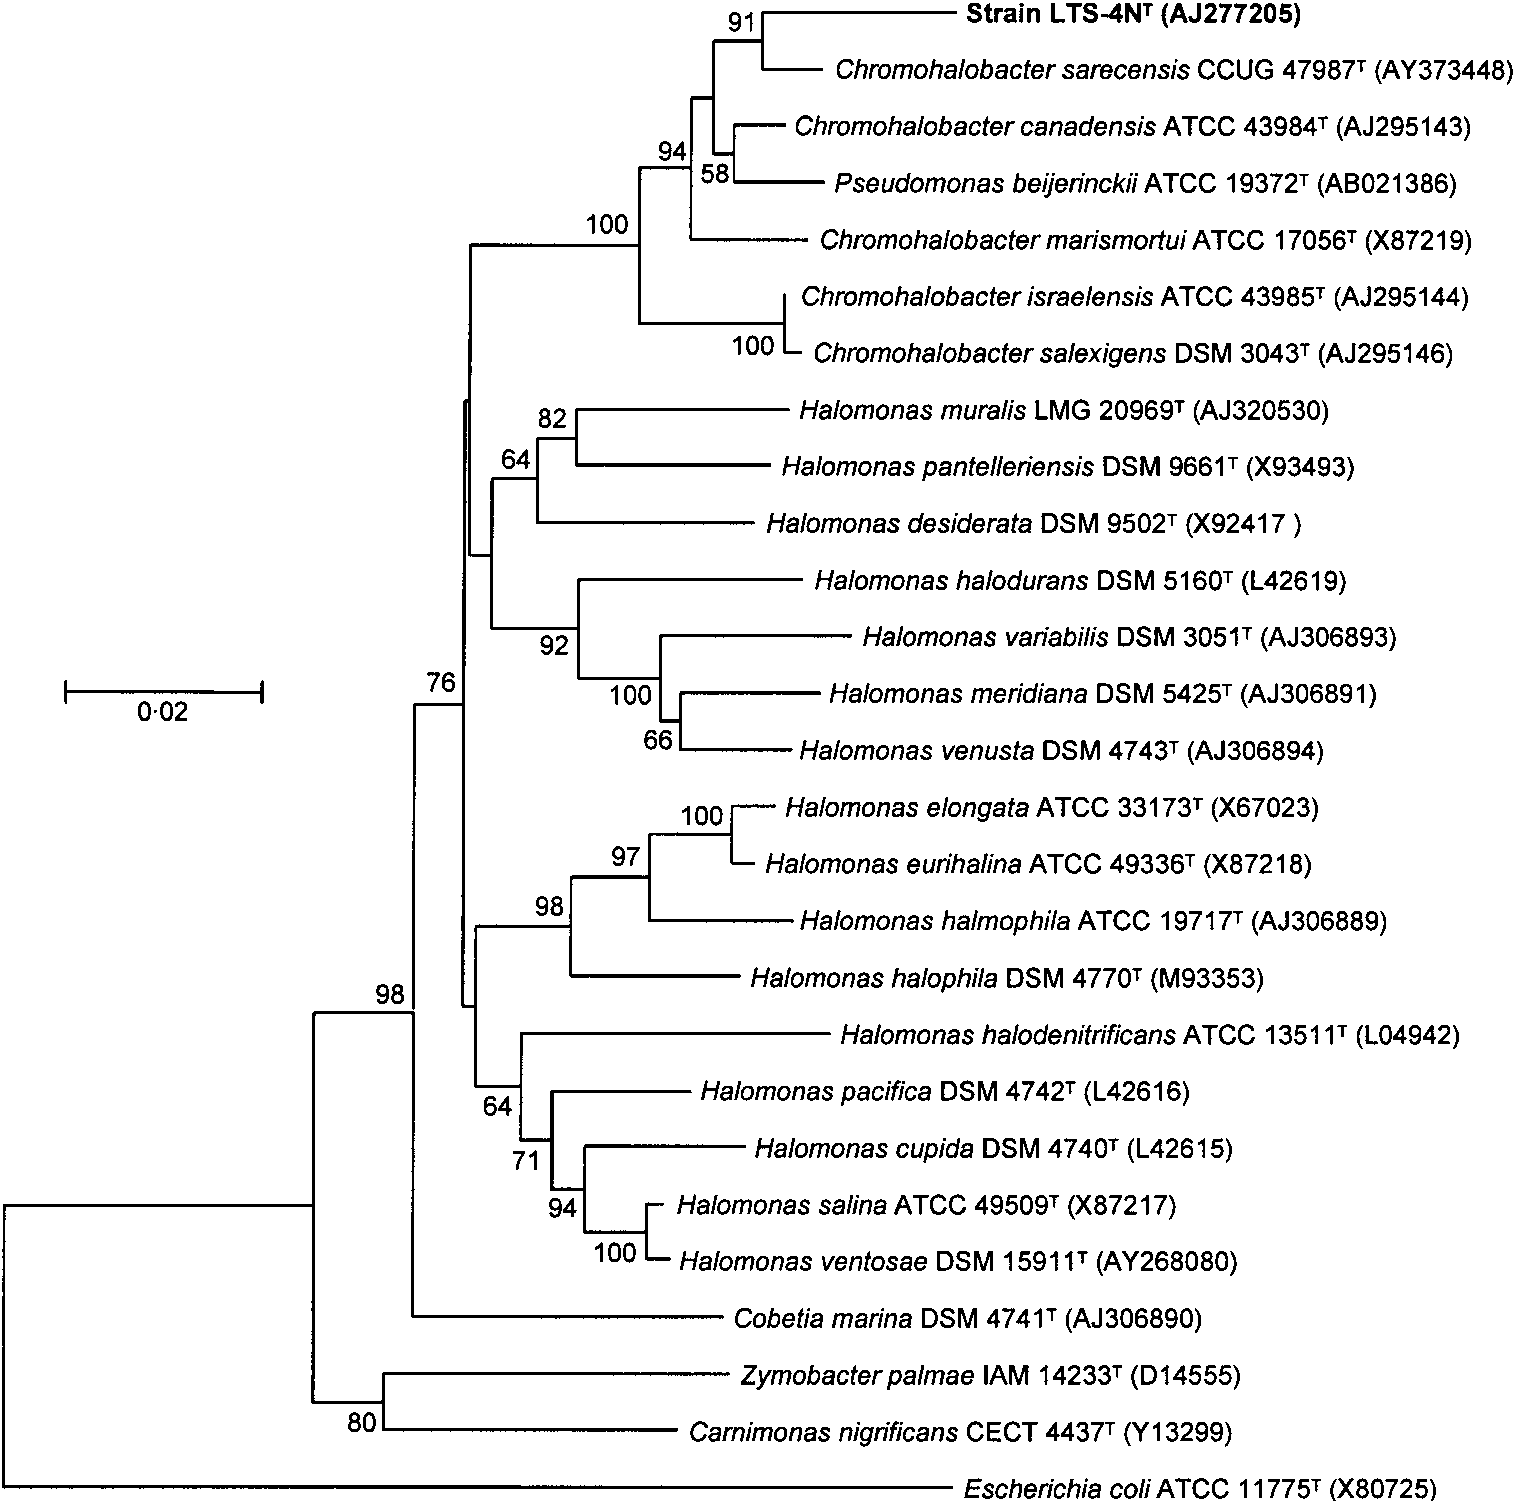 91
Strain LTS-4Nᵀ (AJ277205)
Chromohalobacter sarecensis CCUG 47987ᵀ (AY373448)
Chromohalobacter canadensis ATCC 43984ᵀ (AJ295143)
94
58
Pseudomonas beijerinckii ATCC 19372ᵀ (AB021386)
100
Chromohalobacter marismortui ATCC 17056ᵀ (X87219)
Chromohalobacter israelensis ATCC 43985ᵀ (AJ295144)
100
Chromohalobacter salexigens DSM 3043ᵀ (AJ295146)
82
Halomonas muralis LMG 20969ᵀ (AJ320530)
64
Halomonas pantelleriensis DSM 9661ᵀ (X93493)
Halomonas desiderata DSM 9502ᵀ (X92417 )
Halomonas halodurans DSM 5160ᵀ (L42619)
92
Halomonas variabilis DSM 3051ᵀ (AJ306893)
76
100
Halomonas meridiana DSM 5425ᵀ (AJ306891)
0·02
66
Halomonas venusta DSM 4743ᵀ (AJ306894)
100
Halomonas elongata ATCC 33173ᵀ (X67023)
97
Halomonas eurihalina ATCC 49336ᵀ (X87218)
98
Halomonas halmophila ATCC 19717ᵀ (AJ306889)
Halomonas halophila DSM 4770ᵀ (M93353)
98
Halomonas halodenitrificans ATCC 13511ᵀ (L04942)
64
Halomonas pacifica DSM 4742ᵀ (L42616)
71
Halomonas cupida DSM 4740ᵀ (L42615)
94
Halomonas salina ATCC 49509ᵀ (X87217)
100
Halomonas ventosae DSM 15911ᵀ (AY268080)
Cobetia marina DSM 4741ᵀ (AJ306890)
Zymobacter palmae IAM 14233ᵀ (D14555)
80
Carnimonas nigrificans CECT 4437ᵀ (Y13299)
Escherichia coli ATCC 11775ᵀ (X80725)